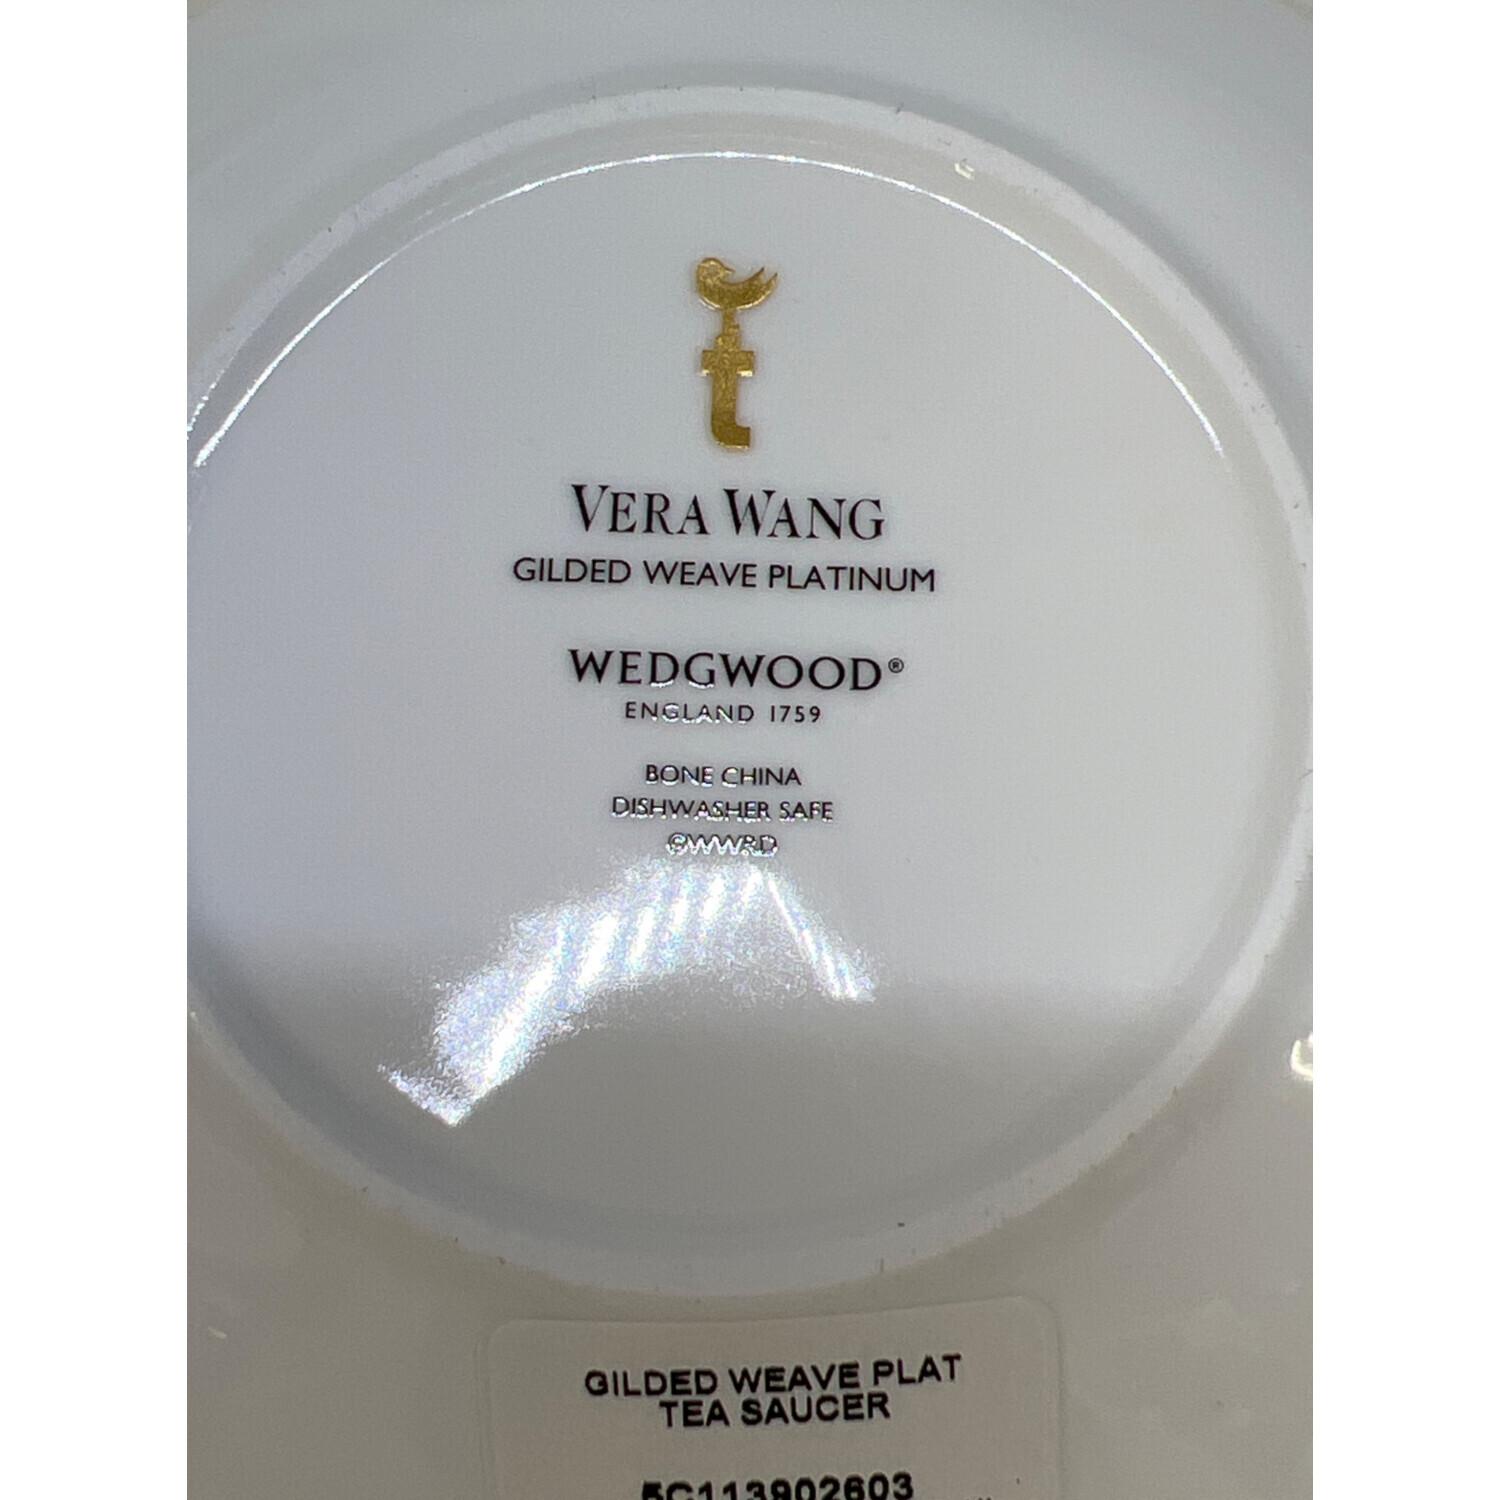 t
VERA WANG
GILDED WEAVE PLATINUM
WEDGWOOD®
ENGLAND 1759
BONE CHINA
DISHWASHER SAFE
©WWRD
GILDED WEAVE PLAT
TEA SAUCER
5C113902603